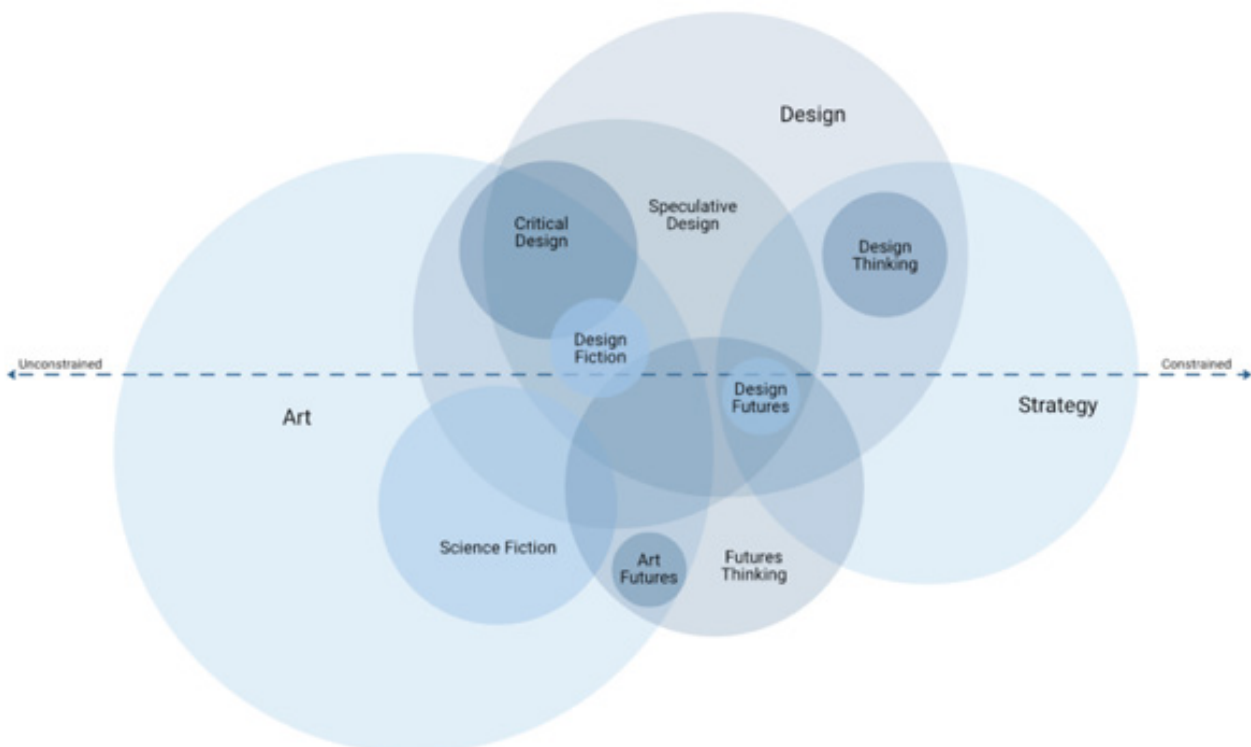 Design
Speculative
Design
Critical
Design
Design
Thinking
Design
Fiction
Unconstrained
Constrained
Design
Futures
Art
Strategy
Science Fiction
Art
Futures
Futures
Thinking